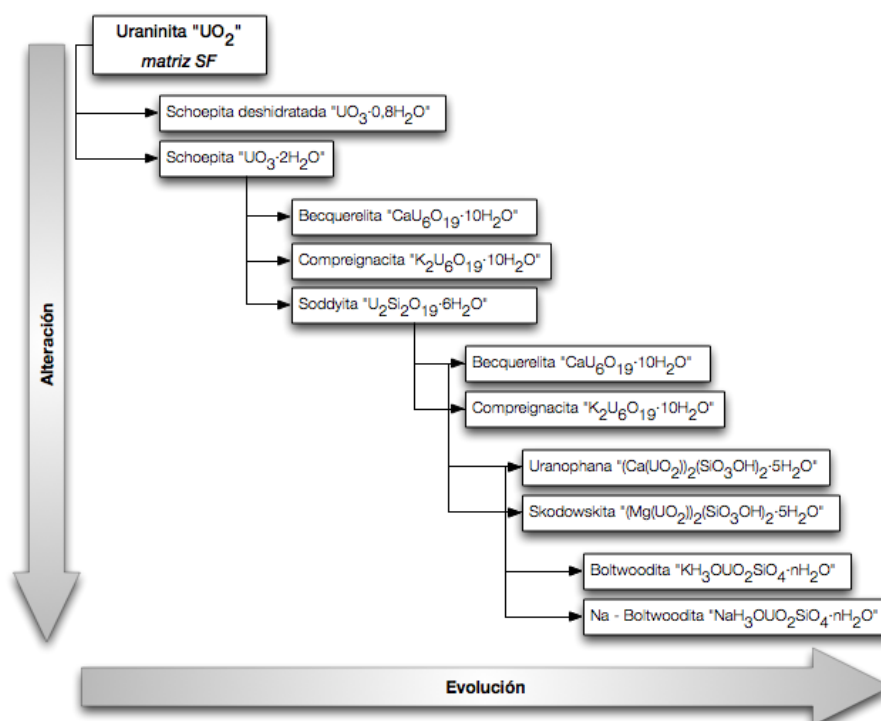 Uraninita "UO₂"
matriz SF
Schoepita deshidratada "UO₃·0,8H₂O"
Schoepita "UO₃·2H₂O"
Becquerelita "CaU₆O₁₉·10H₂O"
Compreignacita "K₂U₆O₁₉·10H₂O"
Soddyita "U₂Si₂O₁₉·6H₂O"
Becquerelita "CaU₆O₁₉·10H₂O"
Compreignacita "K₂U₆O₁₉·10H₂O"
Uranophana "(Ca(UO₂))₂(SiO₃OH)₂·5H₂O"
Skodowskita "(Mg(UO₂))₂(SiO₃OH)₂·5H₂O"
Boltwoodita "KH₃OUO₂SiO₄·nH₂O"
Na - Boltwoodita "NaH₃OUO₂SiO₄·nH₂O"
Alteración
Evolución